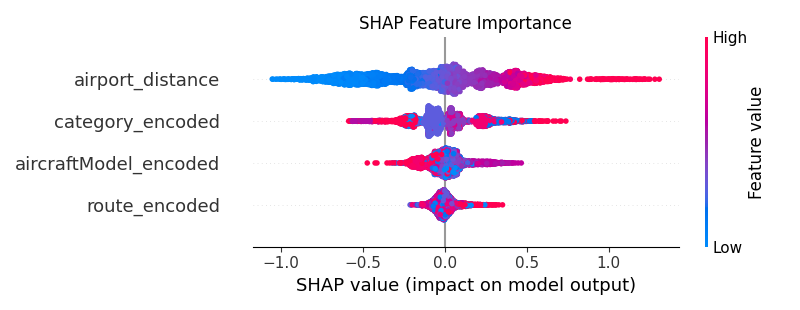 SHAP Feature Importance
High
airport_distance
category_encoded
aircraftModel_encoded
route_encoded
Feature value
Low
−1.0 −0.5 0.0 0.5 1.0
SHAP value (impact on model output)